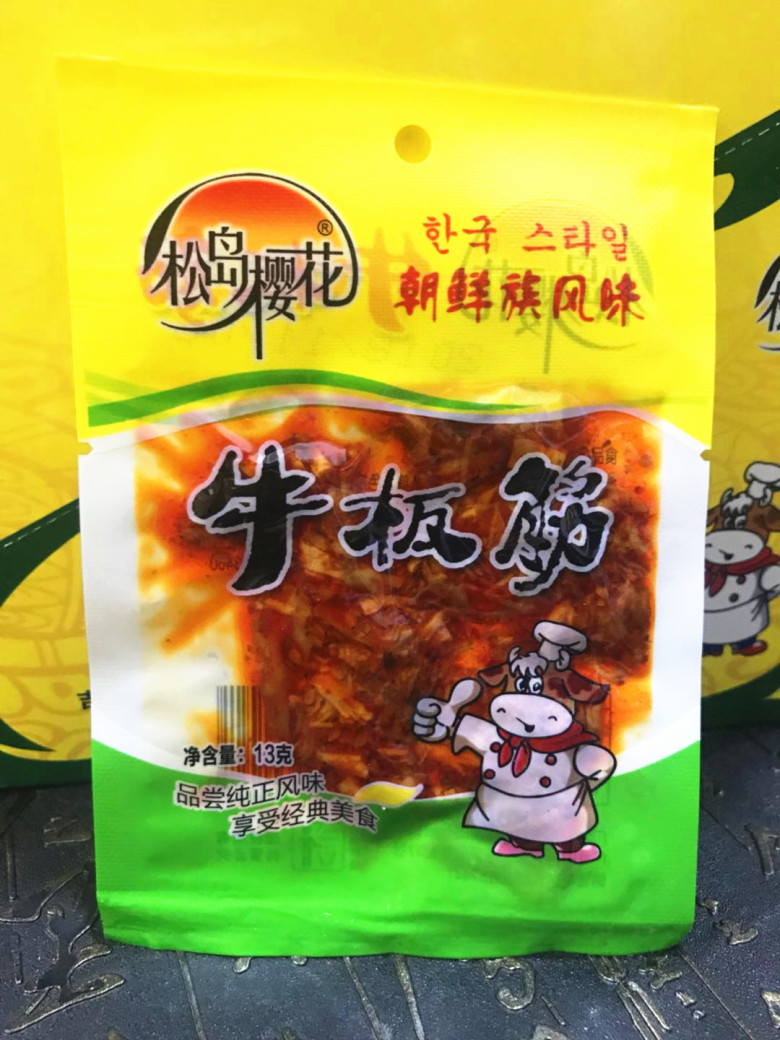 松岛樱花®
한국 스타일
朝鲜族风味
牛板筋
净含量：13克
品尝纯正风味
享受经典美食
吉